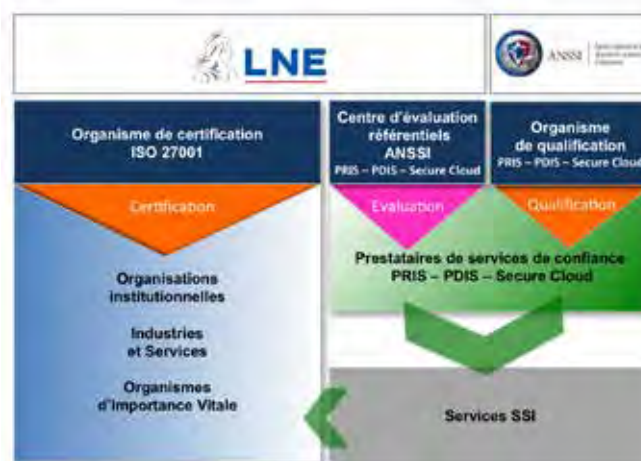 LNE
ANSSI
Organisme de certification
ISO 27001
Centre d'évaluation
référentiels
ANSSI
PRIS – PDIS – Secure Cloud
Organisme
de qualification
PRIS – PDIS – Secure Cloud
Certification
Evaluation
Qualification
Prestataires de services de confiance
PRIS – PDIS – Secure Cloud
Organisations
institutionnelles
Industries
et Services
Organismes
d'Importance Vitale
Services SSI